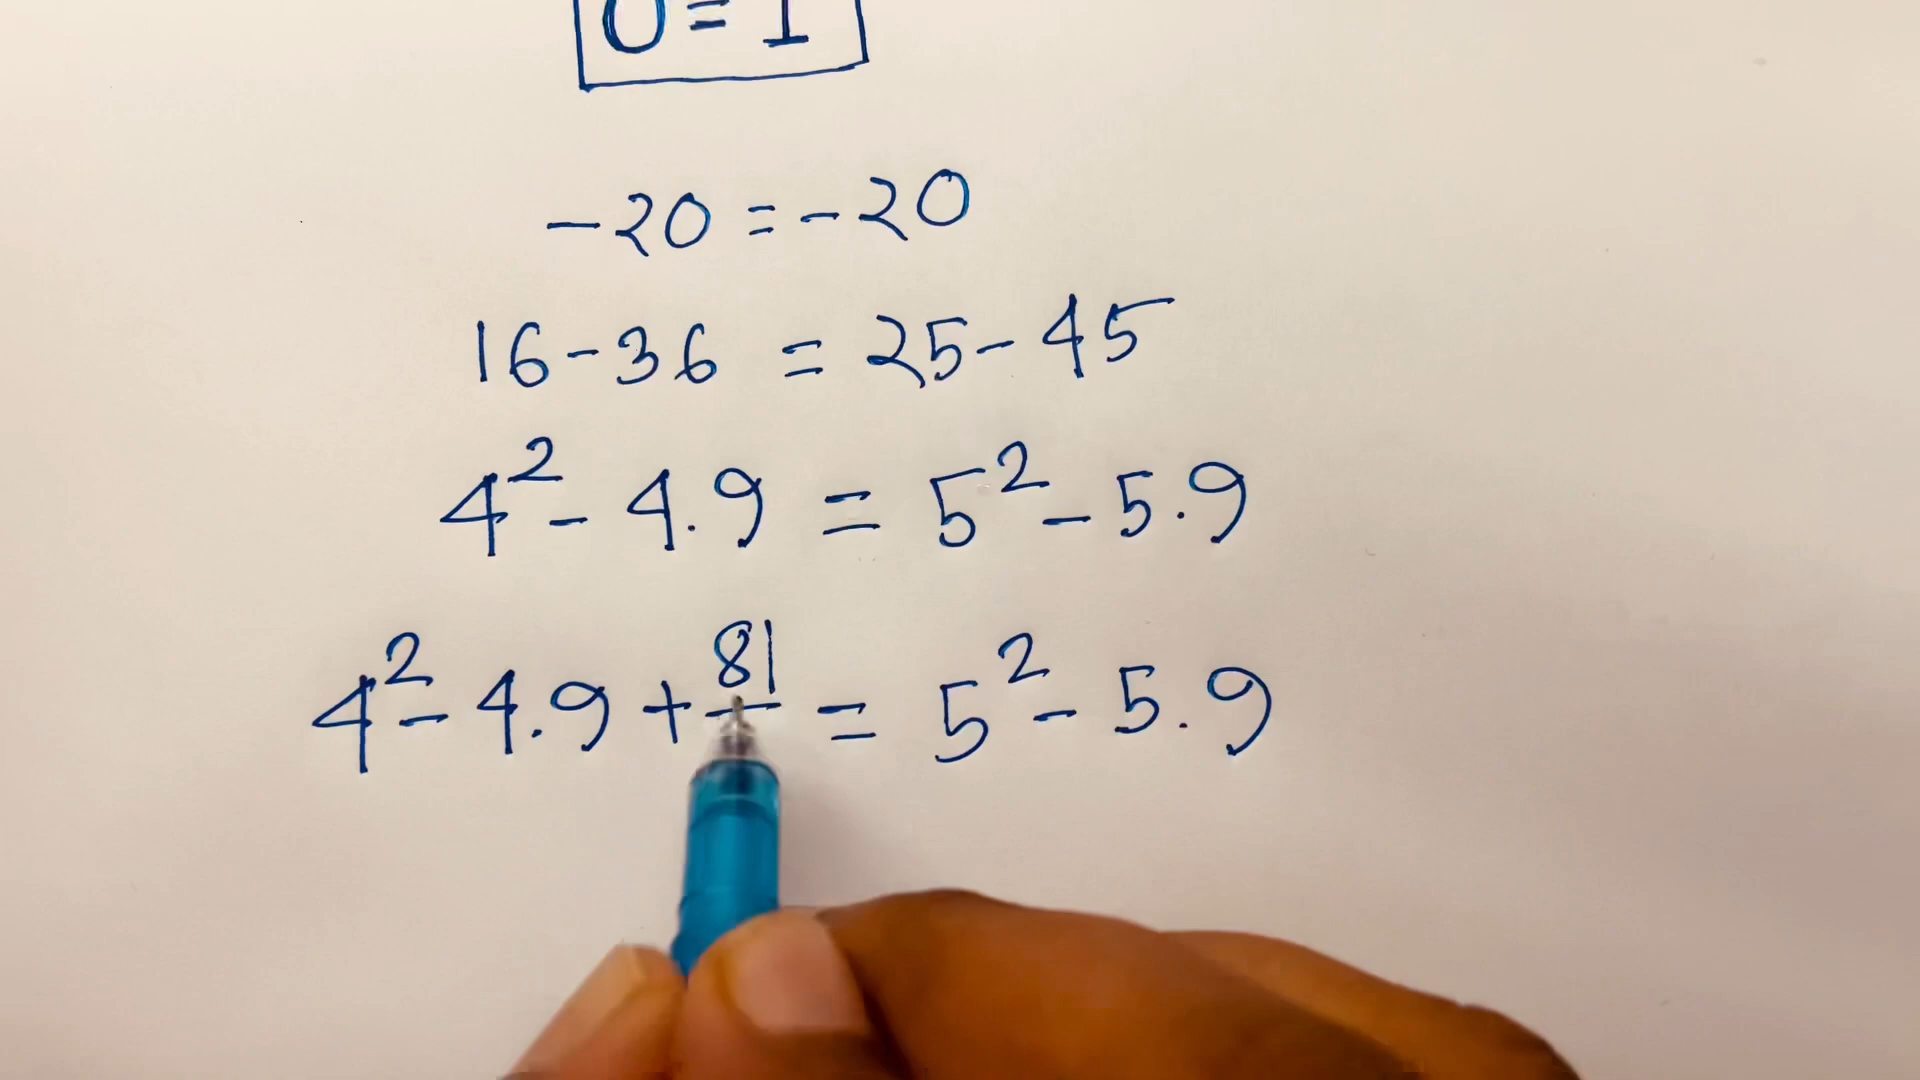 0 = 1
-20 = -20
16-36 = 25-45
4² - 4.9 = 5² - 5.9
4² - 4.9 + 81/ = 5² - 5.9